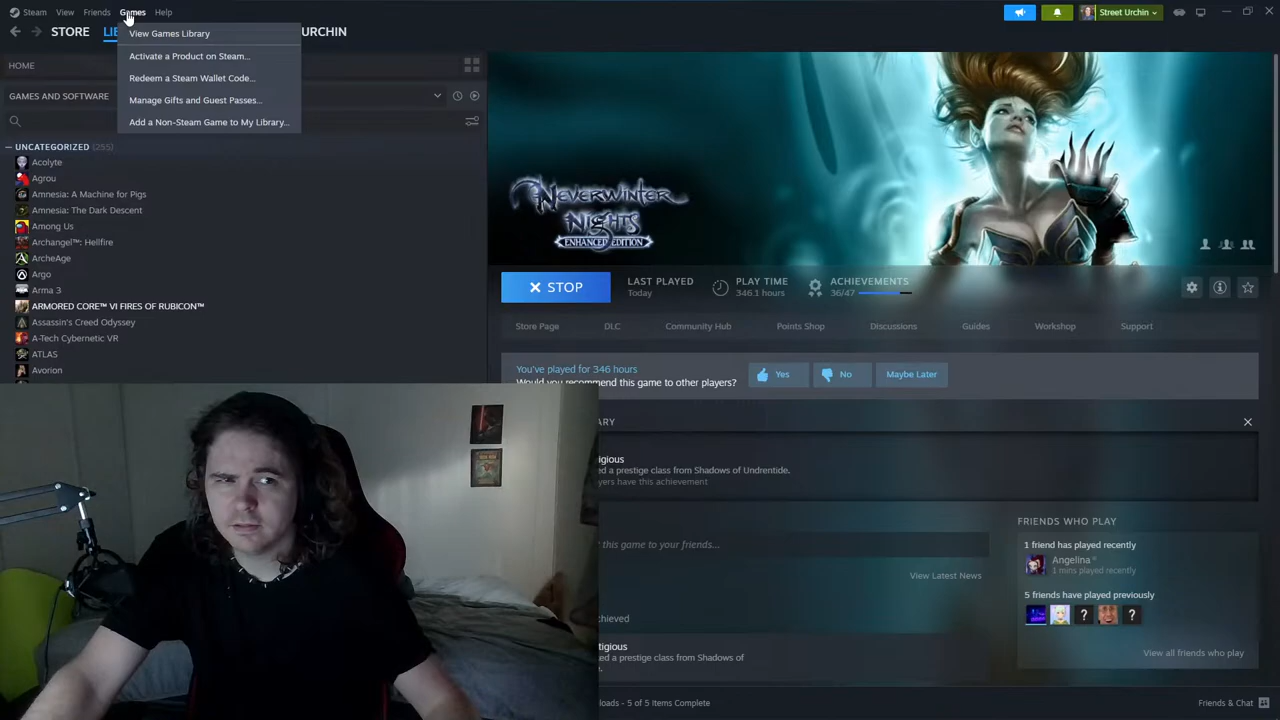 Steam View Friends Games Help
Street Urchin
STORE LIB URCHIN
View Games Library
Activate a Product on Steam...
Redeem a Steam Wallet Code...
Manage Gifts and Guest Passes...
Add a Non-Steam Game to My Library...
HOME
GAMES AND SOFTWARE
UNCATEGORIZED (255)
Acolyte
Agrou
Amnesia: A Machine for Pigs
Amnesia: The Dark Descent
Among Us
Archangel™: Hellfire
ArcheAge
Argo
Arma 3
ARMORED CORE™ VI FIRES OF RUBICON™
Assassin's Creed Odyssey
A-Tech Cybernetic VR
ATLAS
Avorion
NEVERWINTER
NIGHTS
ENHANCED EDITION
STOP
LAST PLAYED
Today
PLAY TIME
346.1 hours
ACHIEVEMENTS
36/47
Store Page DLC Community Hub Points Shop Discussions Guides Workshop Support
You've played for 346 hours
Would you recommend this game to other players?
Yes No Maybe Later
ARY
igious
ed a prestige class from Shadows of Undrentide.
ayers have this achievement
t this game to your friends...
View Latest News
chieved
igious
ed a prestige class from Shadows of
e.
FRIENDS WHO PLAY
1 friend has played recently
Angelina
1 mins played recently
5 friends have played previously
? ?
View all friends who play
loads - 5 of 5 Items Complete
Friends & Chat